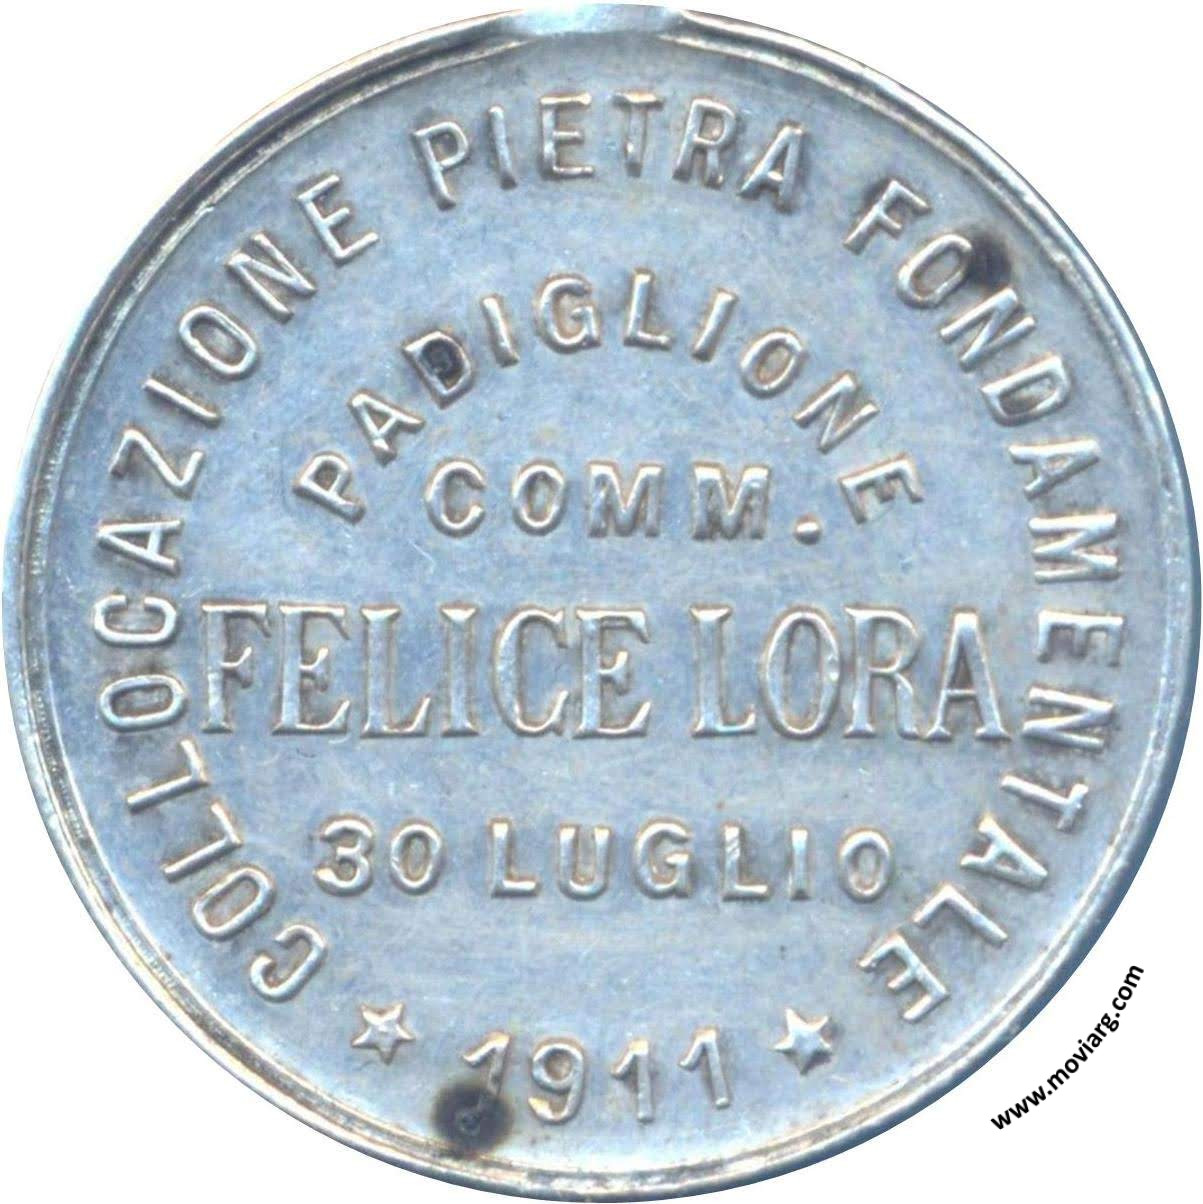 COLLOCAZIONE PIETRA FONDAMENTALE
PADIGLIONE
COMM.
FELICE LORA
30 LUGLIO
1911
www.moviarg.com